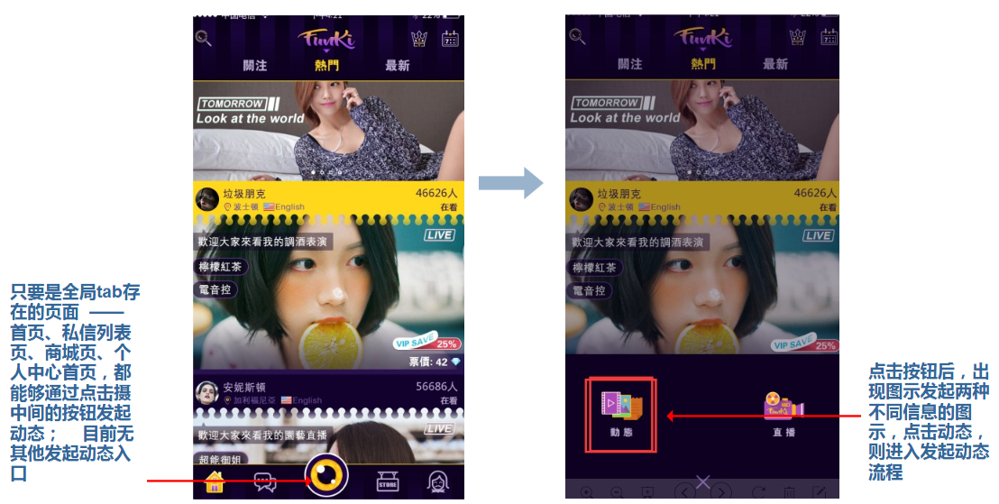 中国电信
下午4:21
22%
FunKi
7
關注
熱門
最新
TOMORROW
Look at the world
垃圾朋克
46626人
波士頓
English
在看
歡迎大家來看我的調酒表演
LIVE
檸檬紅茶
電音控
VIP SAVE 25%
票價: 42
安妮斯頓
56686人
加利福尼亞
English
在看
LIVE
歡迎大家來看我的園藝直播
超能御姐
STORE
只要是全局tab存
在的页面 ——
首页、私信列表
页、商城页、个
人中心首页，都
能够通过点击摄
中间的按钮发起
动态； 目前无
其他发起动态入
口
FunKi
7
關注
熱門
最新
TOMORROW
Look at the world
垃圾朋克
46626人
波士頓
English
在看
歡迎大家來看我的調酒表演
LIVE
檸檬紅茶
電音控
VIP SAVE 25%
FunKi
動態
直播
点击按钮后，出
现图示发起两种
不同信息的图
示，点击动态，
则进入发起动态
流程